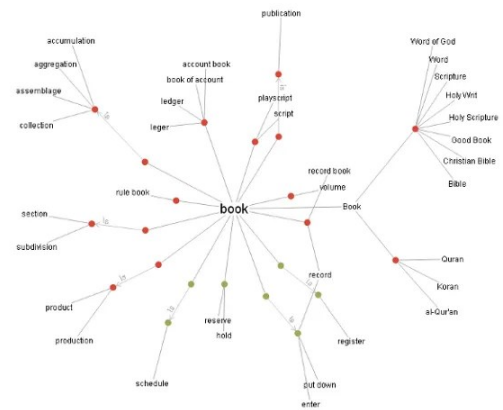 publication
accumulation
aggregation
assemblage
collection
account book
book of account
ledger
leger
playscript
script
Word of God
Word
Scripture
Holy Writ
Holy Scripture
Good Book
Christian Bible
Bible
record book
volume
rule book
book
Book
section
subdivision
product
production
schedule
reserve
hold
record
register
put down
enter
Quran
Koran
al-Qur'an